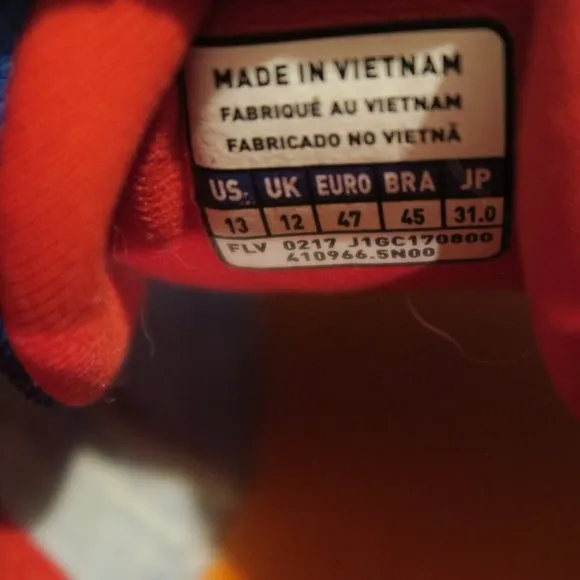 MADE IN VIETNAM
FABRIQUÉ AU VIETNAM
FABRICADO NO VIETNÃ
US: UK EURO BRA JP
13 12 47 45 31.0
FLV 0217 J1GC170800
410966.5N00